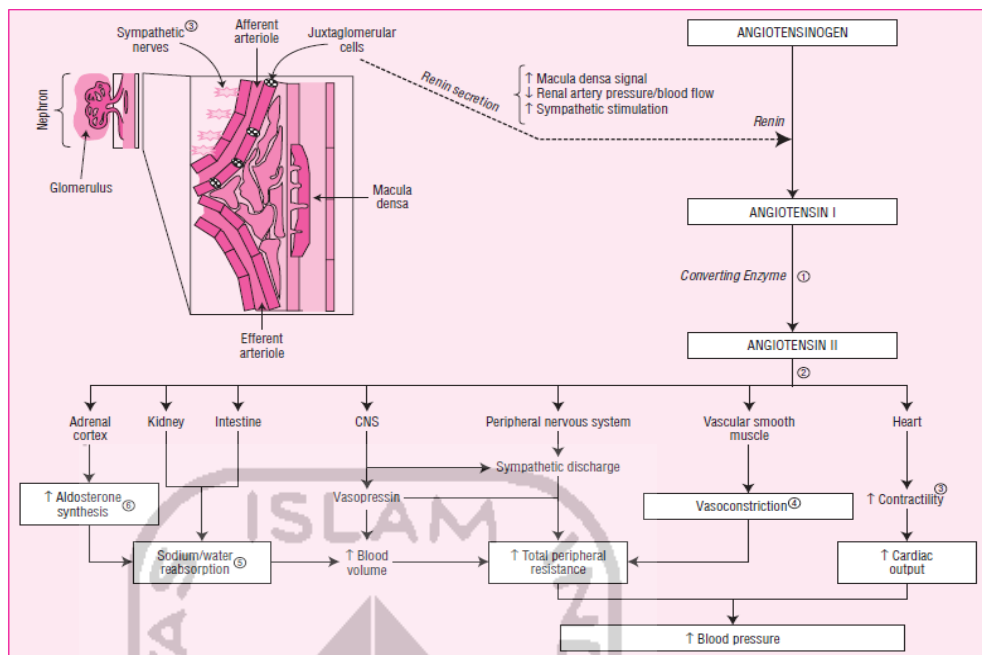 Sympathetic③
nerves
Afferent
arteriole
Juxtaglomerular
cells
Nephron
Glomerulus
Macula
densa
Efferent
arteriole
Renin secretion
↑ Macula densa signal
↓ Renal artery pressure/blood flow
↑ Sympathetic stimulation
ANGIOTENSINOGEN
Renin
ANGIOTENSIN I
Converting Enzyme ①
ANGIOTENSIN II
②
Adrenal
cortex
Kidney
Intestine
CNS
Peripheral nervous system
Vascular smooth
muscle
Heart
Sympathetic discharge
Vasopressin
↑ Aldosterone
synthesis ⑥
Vasoconstriction④
↑ Contractility③
Sodium/water
reabsorption ⑤
↑ Blood
volume
↑ Total peripheral
resistance
↑ Cardiac
output
↑ Blood pressure
ISLAM